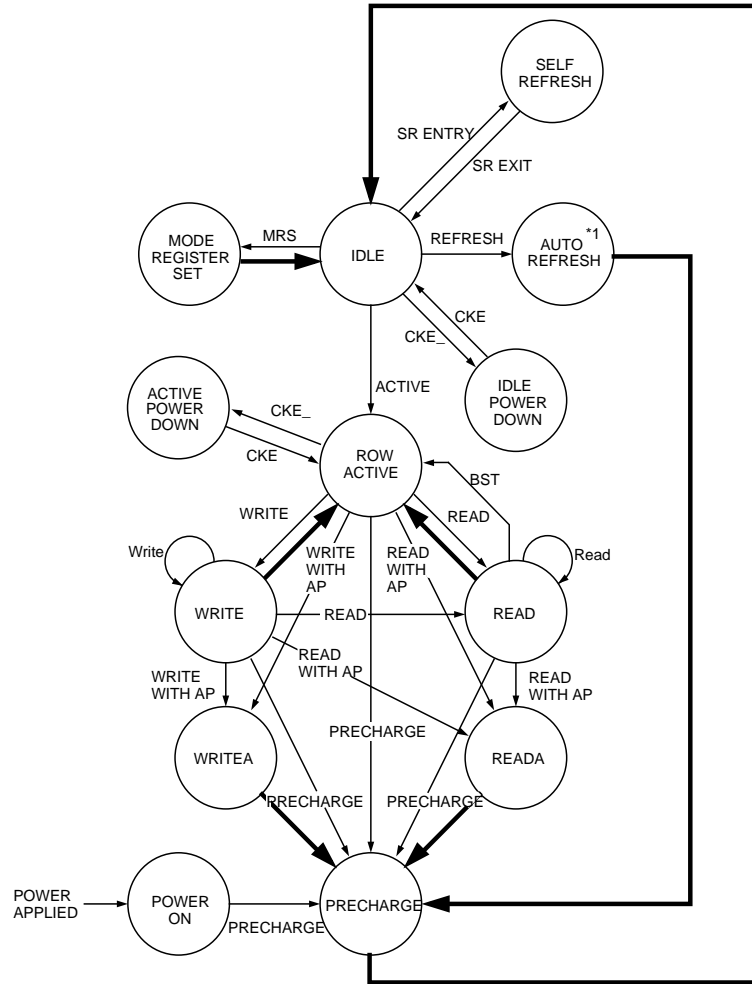 SELF
REFRESH
SR ENTRY
SR EXIT
MODE
REGISTER
SET
MRS
IDLE
REFRESH
AUTO *1
REFRESH
CKE
CKE_
IDLE
POWER
DOWN
ACTIVE
ACTIVE
POWER
DOWN
CKE_
CKE
ROW
ACTIVE
BST
WRITE
READ
Write
WRITE
WITH
AP
READ
WITH
AP
Read
WRITE
READ
READ
READ
WITH AP
WRITE
WITH AP
READ
WITH AP
PRECHARGE
WRITEA
READA
PRECHARGE
PRECHARGE
POWER
APPLIED
POWER
ON
PRECHARGE
PRECHARGE